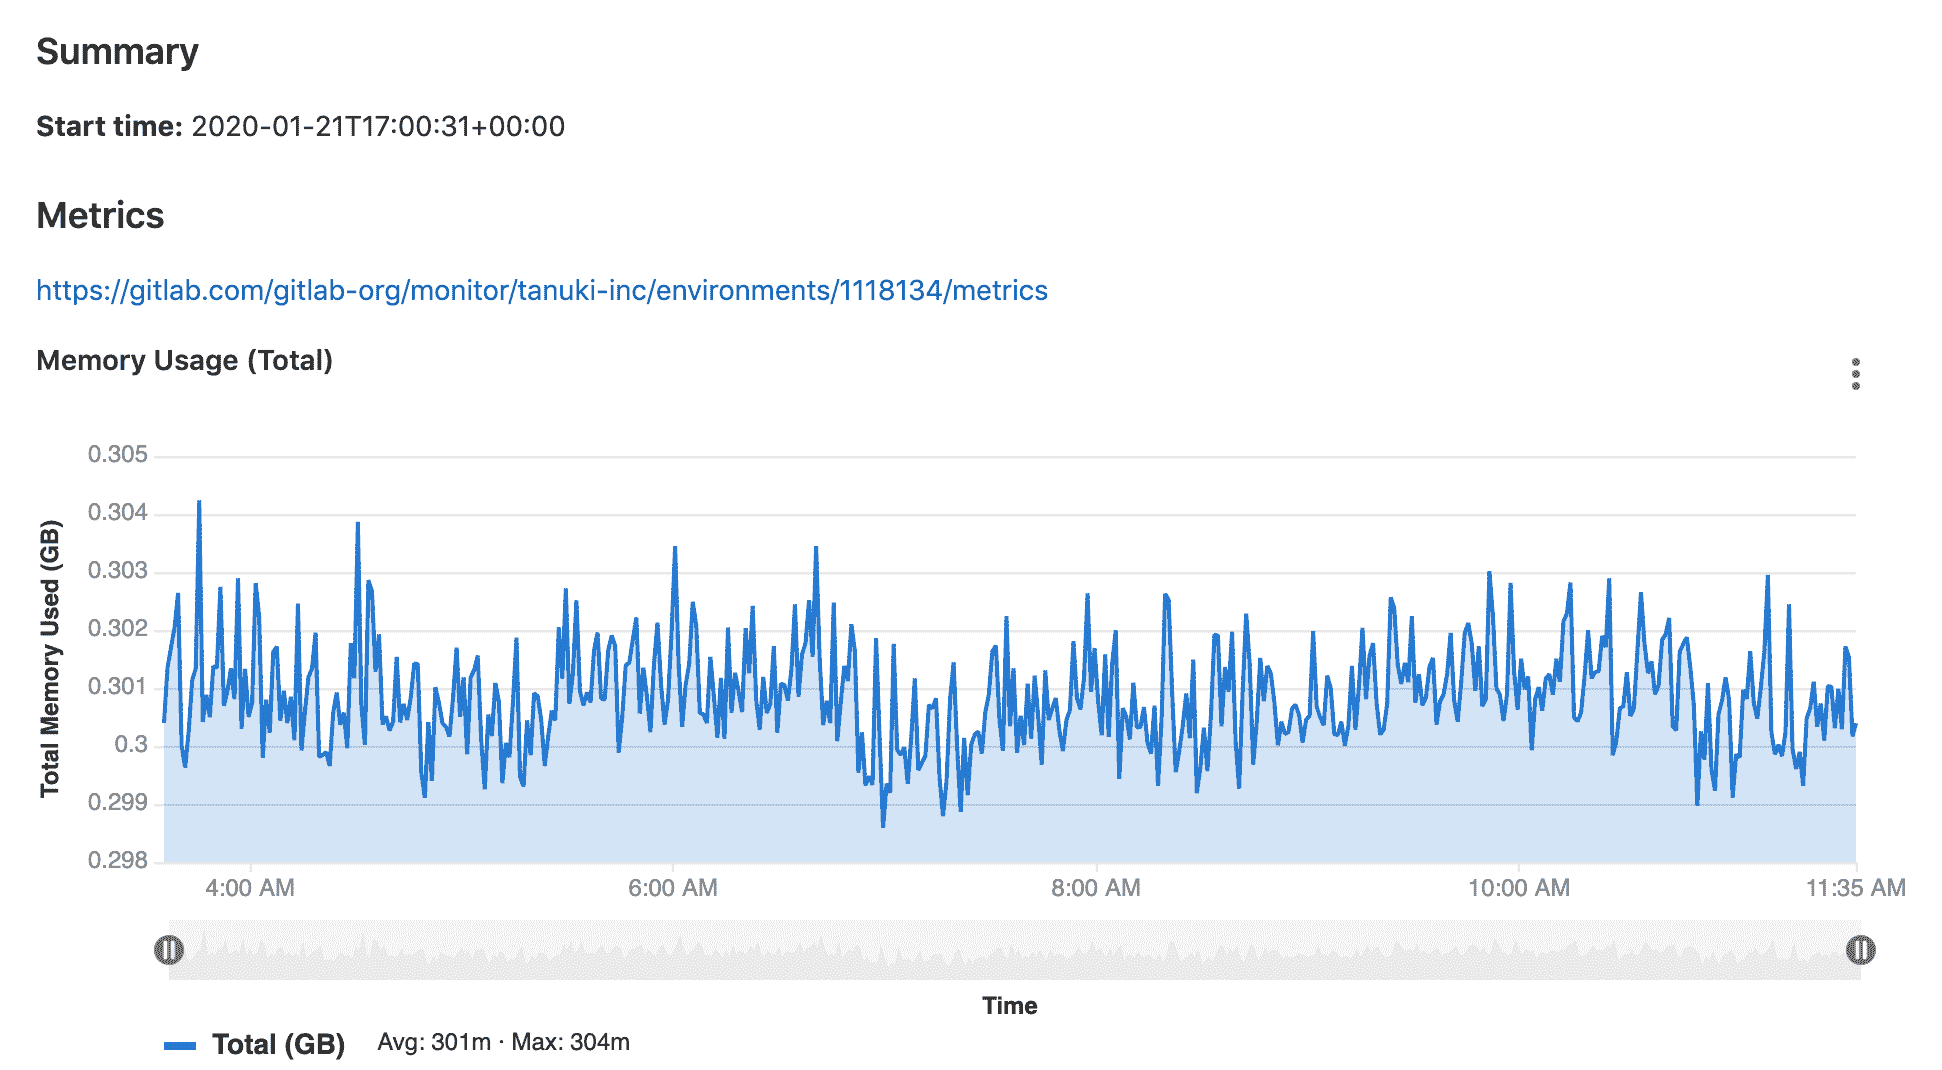 Summary
Start time: 2020-01-21T17:00:31+00:00
Metrics
https://gitlab.com/gitlab-org/monitor/tanuki-inc/environments/1118134/metrics
Memory Usage (Total)
Total Memory Used (GB)
0.305
0.304
0.303
0.302
0.301
0.3
0.299
0.298
4:00 AM 6:00 AM 8:00 AM 10:00 AM 11:35 AM
Time
Total (GB) Avg: 301m · Max: 304m